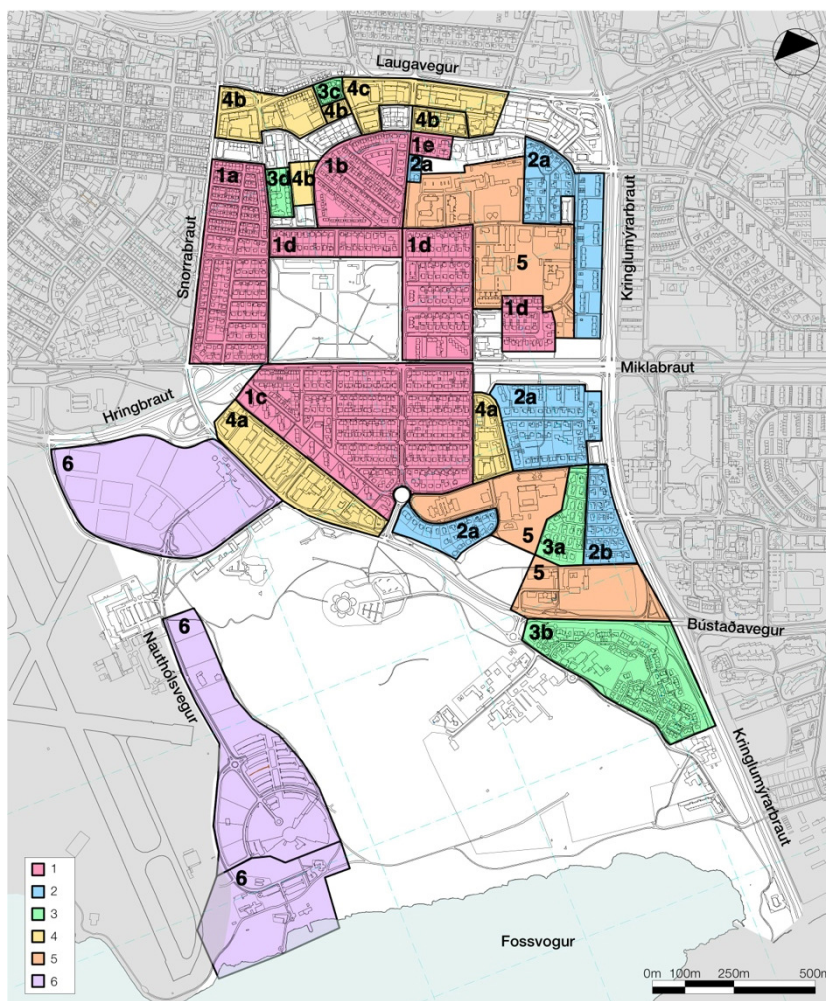 Laugavegur
3c
4c
4b
4b
4b
1e
2a
2a
1a
3d
4b
1b
Snorrabraut
Kringlumýrarbraut
1d
1d
5
1d
Miklabraut
Hringbraut
1c
4a
4a
2a
6
2a
5
3a
2b
5
Bústaðavegur
3b
6
Nauthólsvegur
Kringlumýrarbraut
6
Fossvogur
1
2
3
4
5
6
0m 100m 250m 500m